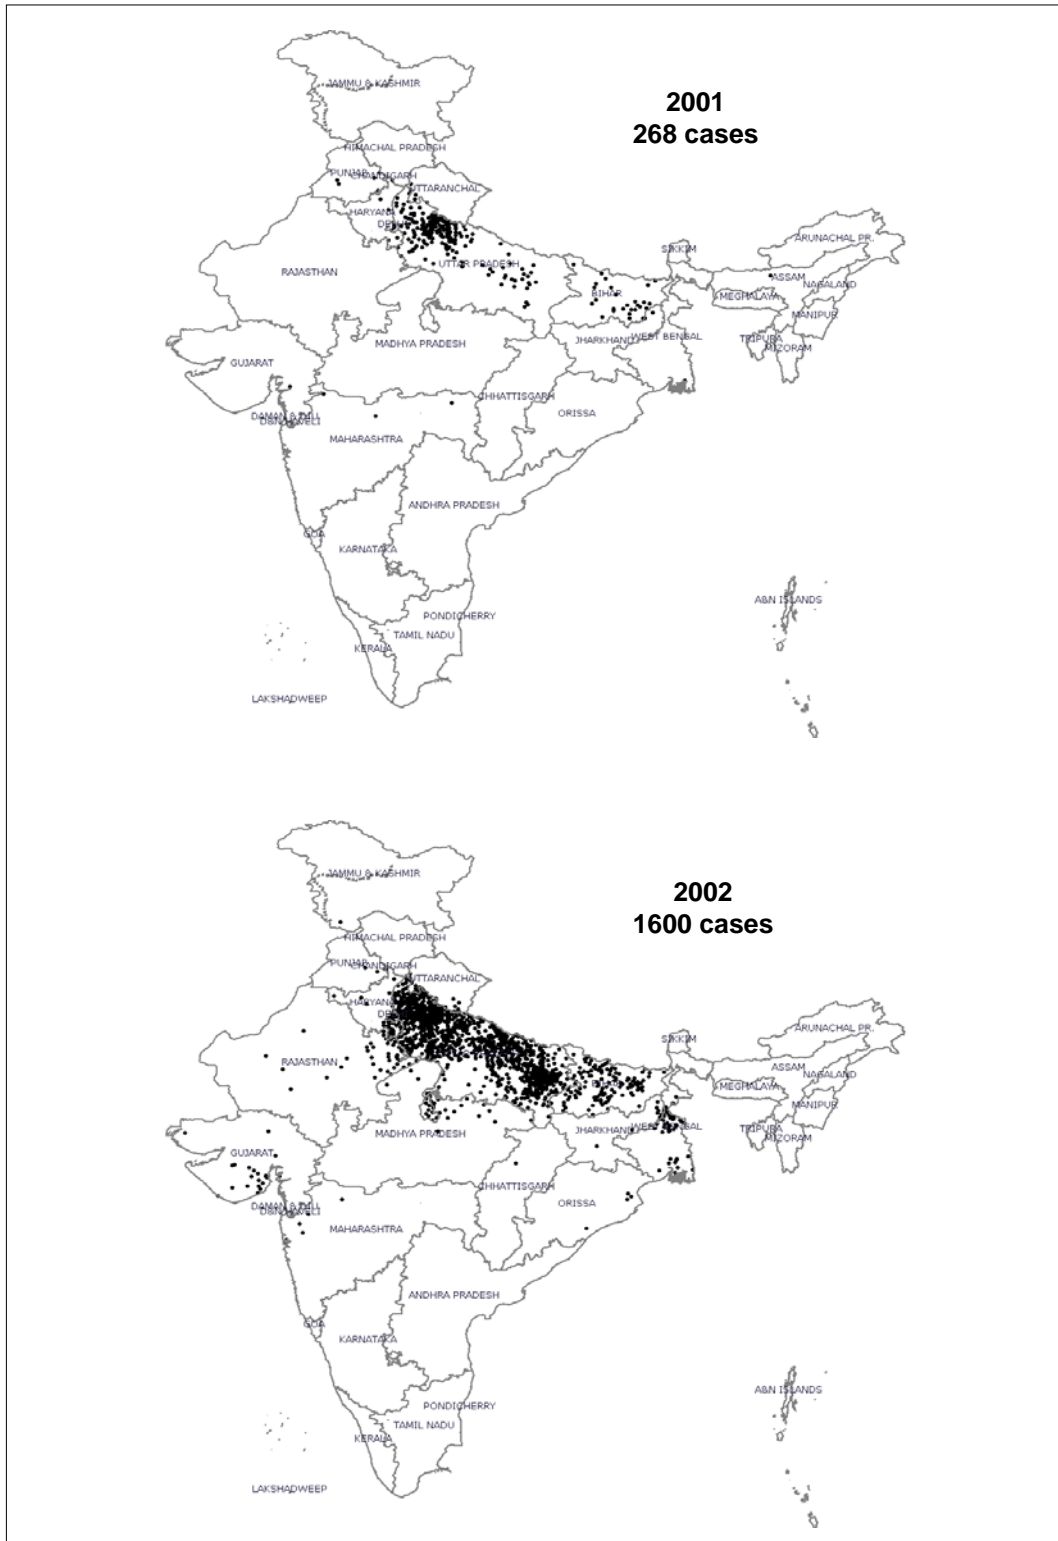 2001
268 cases
JAMMU & KASHMIR
HIMACHAL PRADESH
PUNJAB
CHANDIGARH
UTTARANCHAL
HARYANA
DELHI
ARUNACHAL PR.
SIKKIM
UTTAR PRADESH
RAJASTHAN
ASSAM
NAGALAND
BIHAR
MEGHALAYA
MANIPUR
JHARKHAND
WEST BENGAL
TRIPURA
MIZORAM
MADHYA PRADESH
GUJARAT
CHHATTISGARH
ORISSA
DAMAN & DIU
D&N HAVELI
MAHARASHTRA
ANDHRA PRADESH
GOA
KARNATAKA
A&N ISLANDS
PONDICHERRY
TAMIL NADU
KERALA
LAKSHADWEEP
2002
1600 cases
JAMMU & KASHMIR
HIMACHAL PRADESH
PUNJAB
CHANDIGARH
UTTARANCHAL
HARYANA
ARUNACHAL PR.
SIKKIM
RAJASTHAN
ASSAM
NAGALAND
BIHAR
MEGHALAYA
MANIPUR
JHARKHAND
WEST BENGAL
TRIPURA
MIZORAM
MADHYA PRADESH
GUJARAT
CHHATTISGARH
ORISSA
DAMAN & DIU
D&N HAVELI
MAHARASHTRA
ANDHRA PRADESH
GOA
KARNATAKA
A&N ISLANDS
PONDICHERRY
TAMIL NADU
KERALA
LAKSHADWEEP